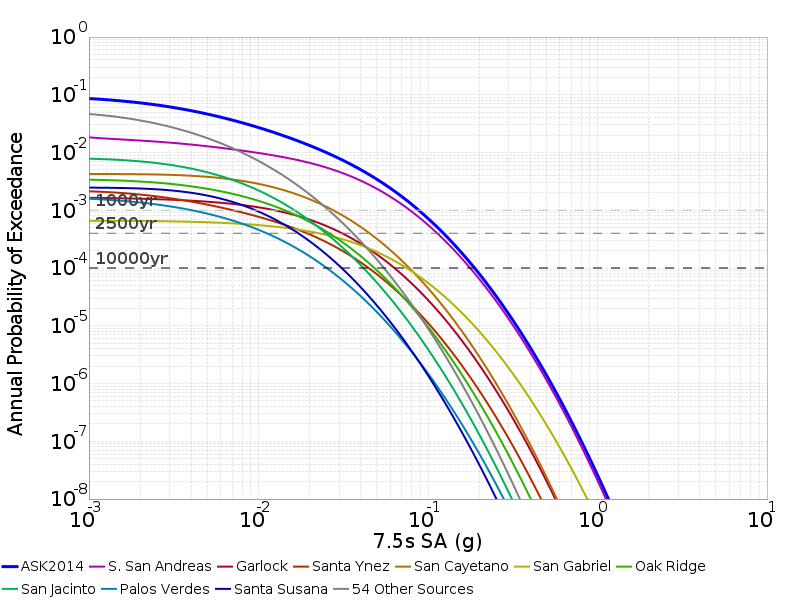 10^0
10^-1
10^-2
10^-3
10^-4
10^-5
10^-6
10^-7
10^-8
Annual Probability of Exceedance
1000yr
2500yr
10000yr
10^-3 10^-2 10^-1 10^0 10^1
7.5s SA (g)
ASK2014 S. San Andreas Garlock Santa Ynez San Cayetano San Gabriel Oak Ridge
San Jacinto Palos Verdes Santa Susana 54 Other Sources